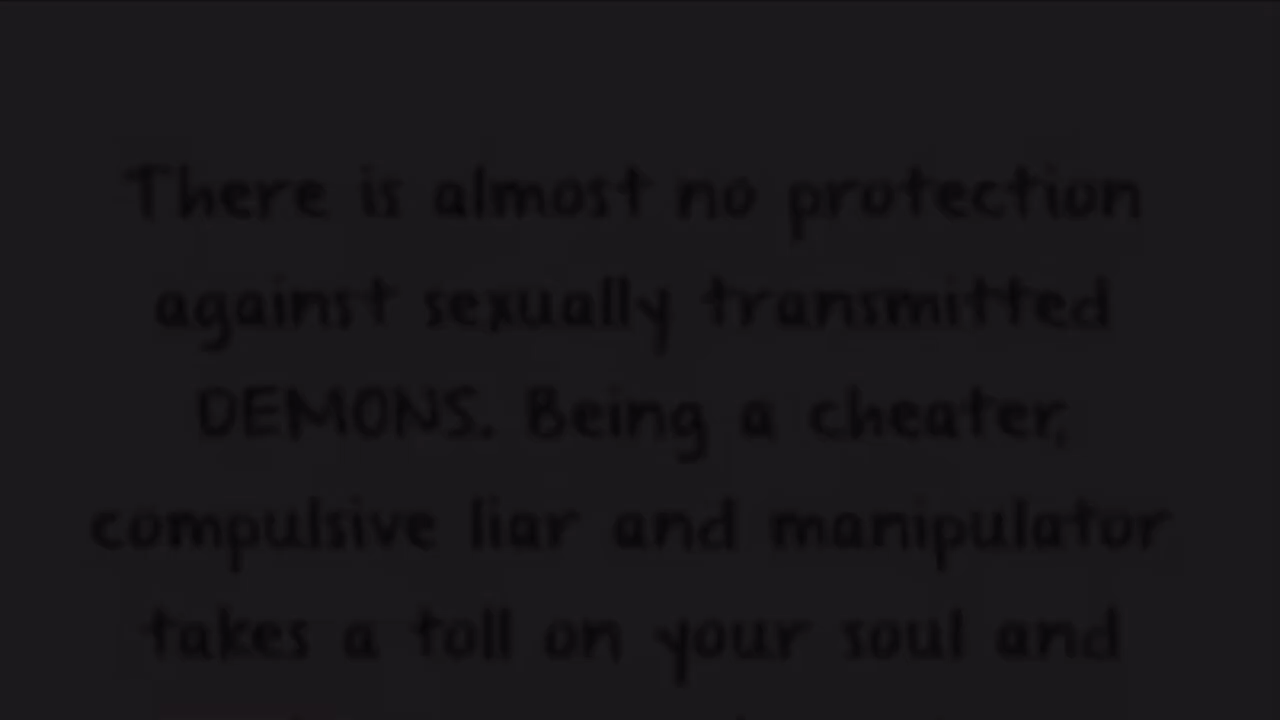 There is almost no protection
against sexually transmitted
DEMONS. Being a cheater,
compulsive liar and manipulator
takes a toll on your soul and